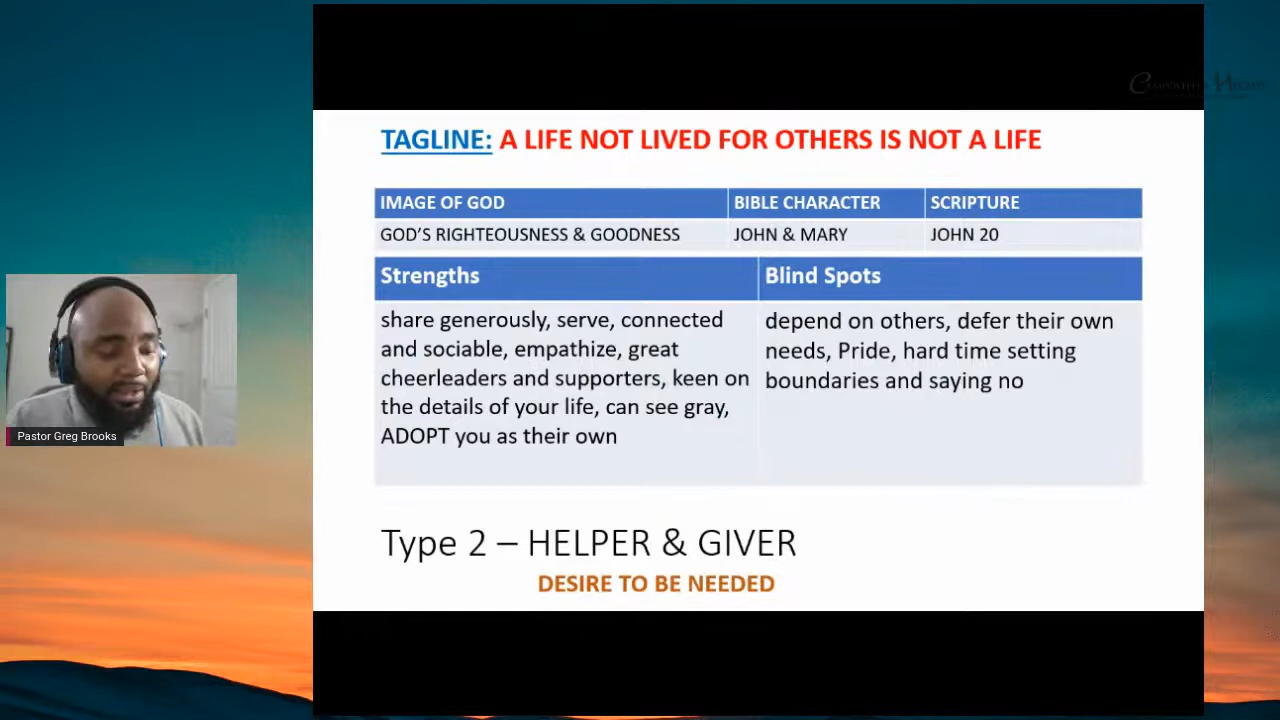 TAGLINE: A LIFE NOT LIVED FOR OTHERS IS NOT A LIFE
IMAGE OF GOD BIBLE CHARACTER SCRIPTURE
GOD'S RIGHTEOUSNESS & GOODNESS JOHN & MARY JOHN 20
Strengths
share generously, serve, connected
and sociable, empathize, great
cheerleaders and supporters, keen on
the details of your life, can see gray,
ADOPT you as their own
Blind Spots
depend on others, defer their own
needs, Pride, hard time setting
boundaries and saying no
Type 2 – HELPER & GIVER
DESIRE TO BE NEEDED
Pastor Greg Brooks